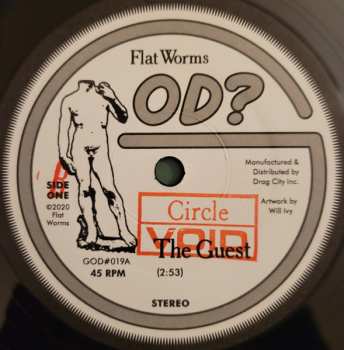 Flat Worms
OD?
SIDE
ONE
©2020
Flat
Worms
Manufactured &
Distributed by
Drag City Inc.
Artwork by
Will Ivy
Circle
VOID
The Guest
GOD#019A
45 RPM
(2:53)
STEREO